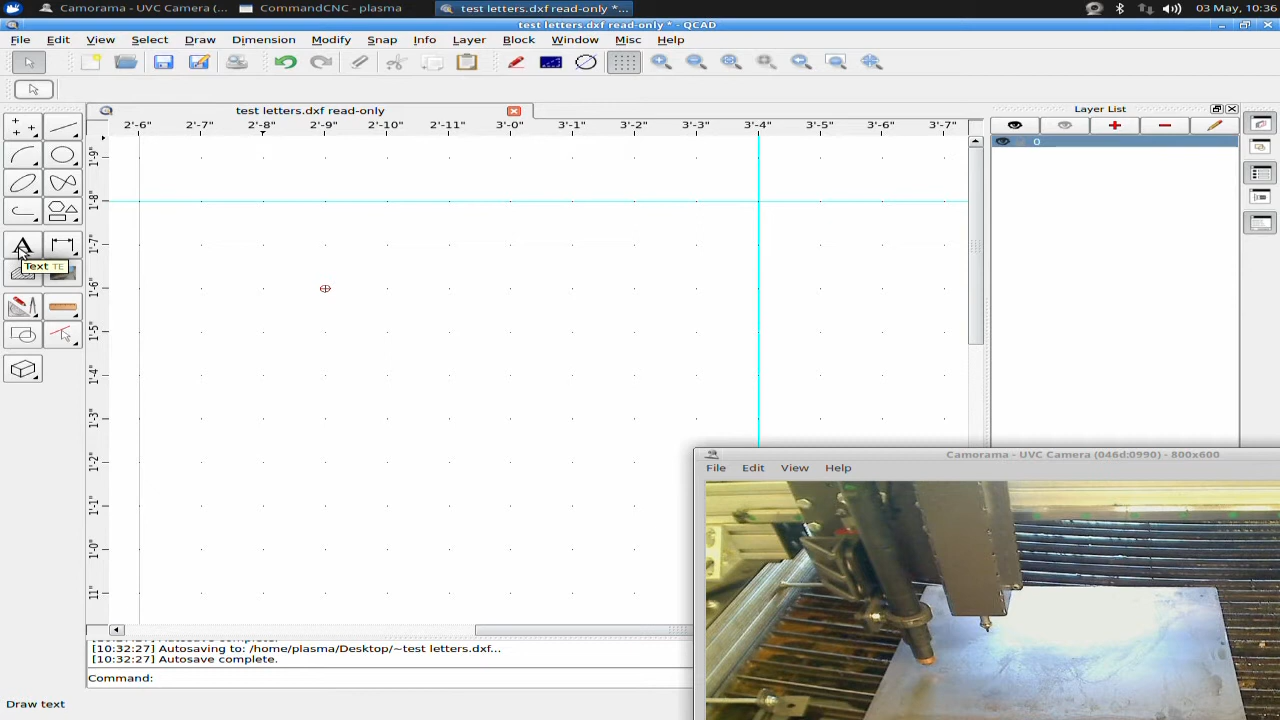 Camorama - UVC Camera (...
CommandCNC - plasma
test letters.dxf read-only *...
03 May, 10:36
test letters.dxf read-only * - QCAD
File Edit View Select Draw Dimension Modify Snap Info Layer Block Window Misc Help
test letters.dxf read-only
Layer List
2'-6" 2'-7" 2'-8" 2'-9" 2'-10" 2'-11" 3'-0" 3'-1" 3'-2" 3'-3" 3'-4" 3'-5" 3'-6" 3'-7"
0
1'-9"
1'-8"
1'-7"
Text TE
1'-6"
1'-5"
1'-4"
1'-3"
1'-2"
1'-1"
1'-0"
11"
Camorama - UVC Camera (046d:0990) - 800x600
File Edit View Help
[10:32:27] Autosaving to: /home/plasma/Desktop/~test letters.dxf...
[10:32:27] Autosave complete.
Command:
Draw text